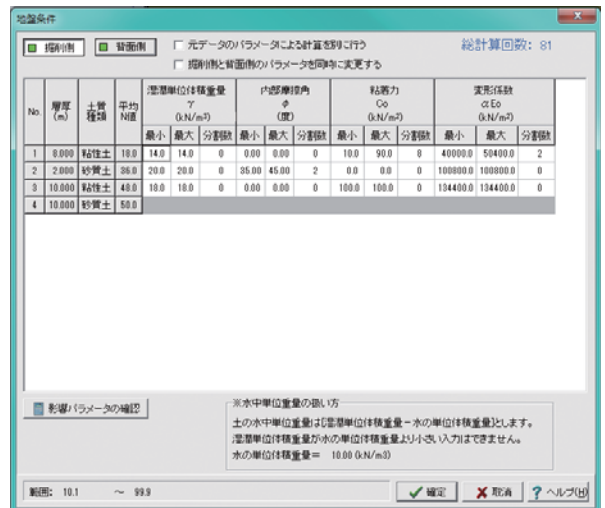 地盤条件
掘削側 背面側 元データのパラメータによる計算を別に行う 総計算回数: 81
掘削側と背面側のパラメータを同時に変更する
No. 層厚 (m) 土質種類 平均N値 湿潤単位体積重量 γ (kN/m³) 内部摩擦角 φ (度) 粘着力 Co (kN/m²) 変形係数 αEo (kN/m²)
最小 最大 分割数 最小 最大 分割数 最小 最大 分割数 最小 最大 分割数
1 8.000 粘性土 18.0 14.0 14.0 0 0.00 0.00 0 10.0 90.0 8 40000.0 50400.0 2
2 2.000 砂質土 36.0 20.0 20.0 0 35.00 45.00 2 0.0 0.0 0 100800.0 100800.0 0
3 10.000 粘性土 48.0 18.0 18.0 0 0.00 0.00 0 100.0 100.0 0 134400.0 134400.0 0
4 10.000 砂質土 50.0
影響パラメータの確認
※水中単位重量の扱い方
土の水中単位重量は[湿潤単位体積重量-水の単位体積重量]とします。
湿潤単位体積重量が水の単位体積重量より小さい入力はできません。
水の単位体積重量= 10.00 (kN/m3)
範囲: 10.1 ~ 99.9 確定 取消 ヘルプ(H)